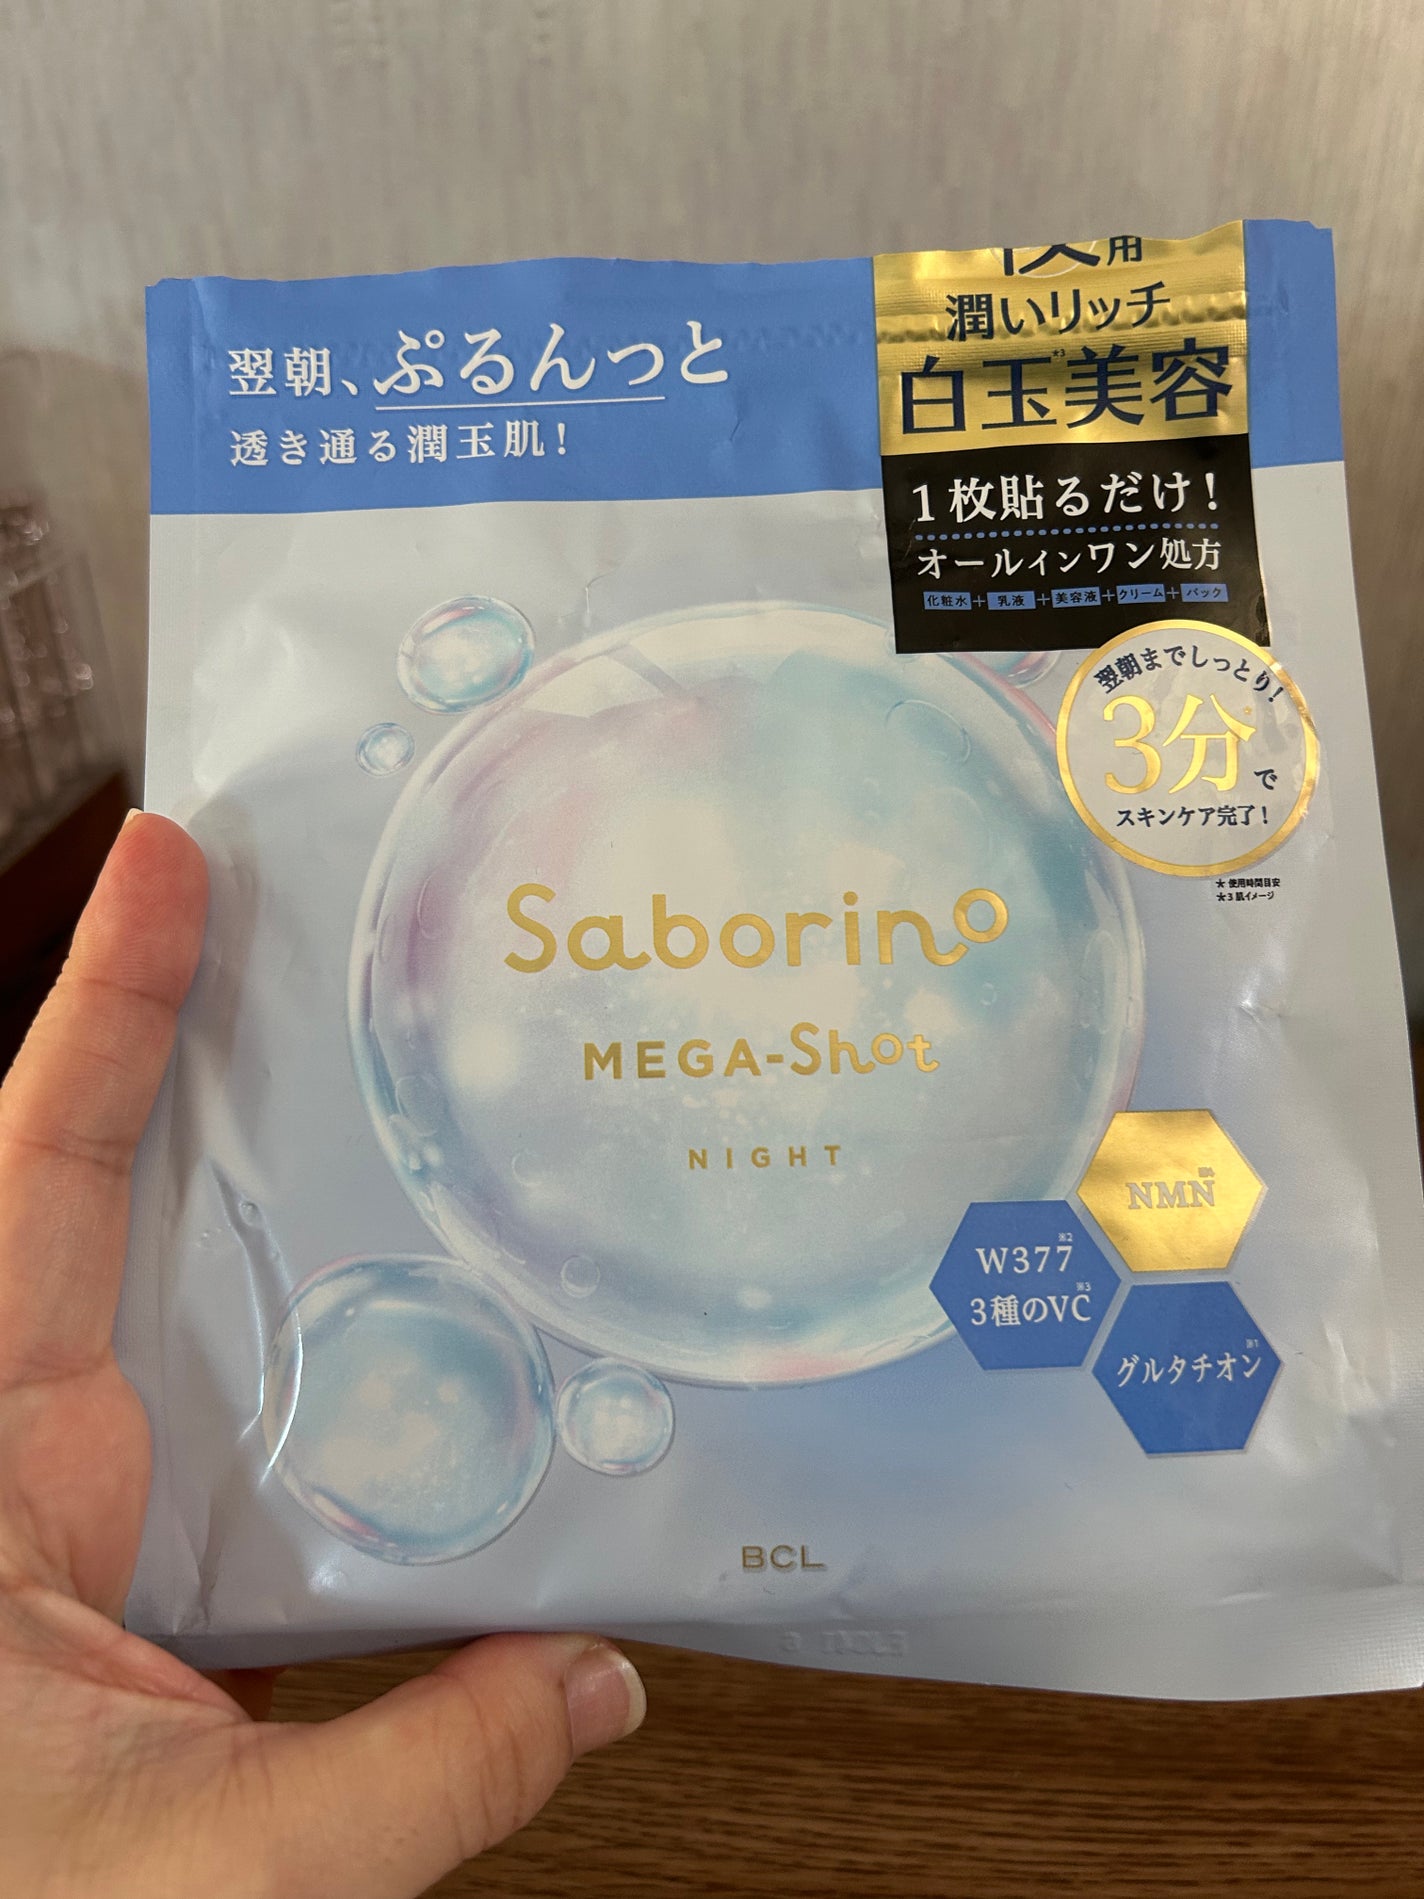 用
潤いリッチ
白玉美容★3
翌朝、ぷるんっと
透き通る潤玉肌！
1枚貼るだけ！
オールインワン処方
化粧水＋乳液＋美容液＋クリーム＋パック
翌朝までしっとり！
3分★で
スキンケア完了！
★ 使用時間目安
★3 肌イメージ
Saborino
MEGA-Shot
NIGHT
NMN
W377※2
3種のVC※3
グルタチオン※1
BCL